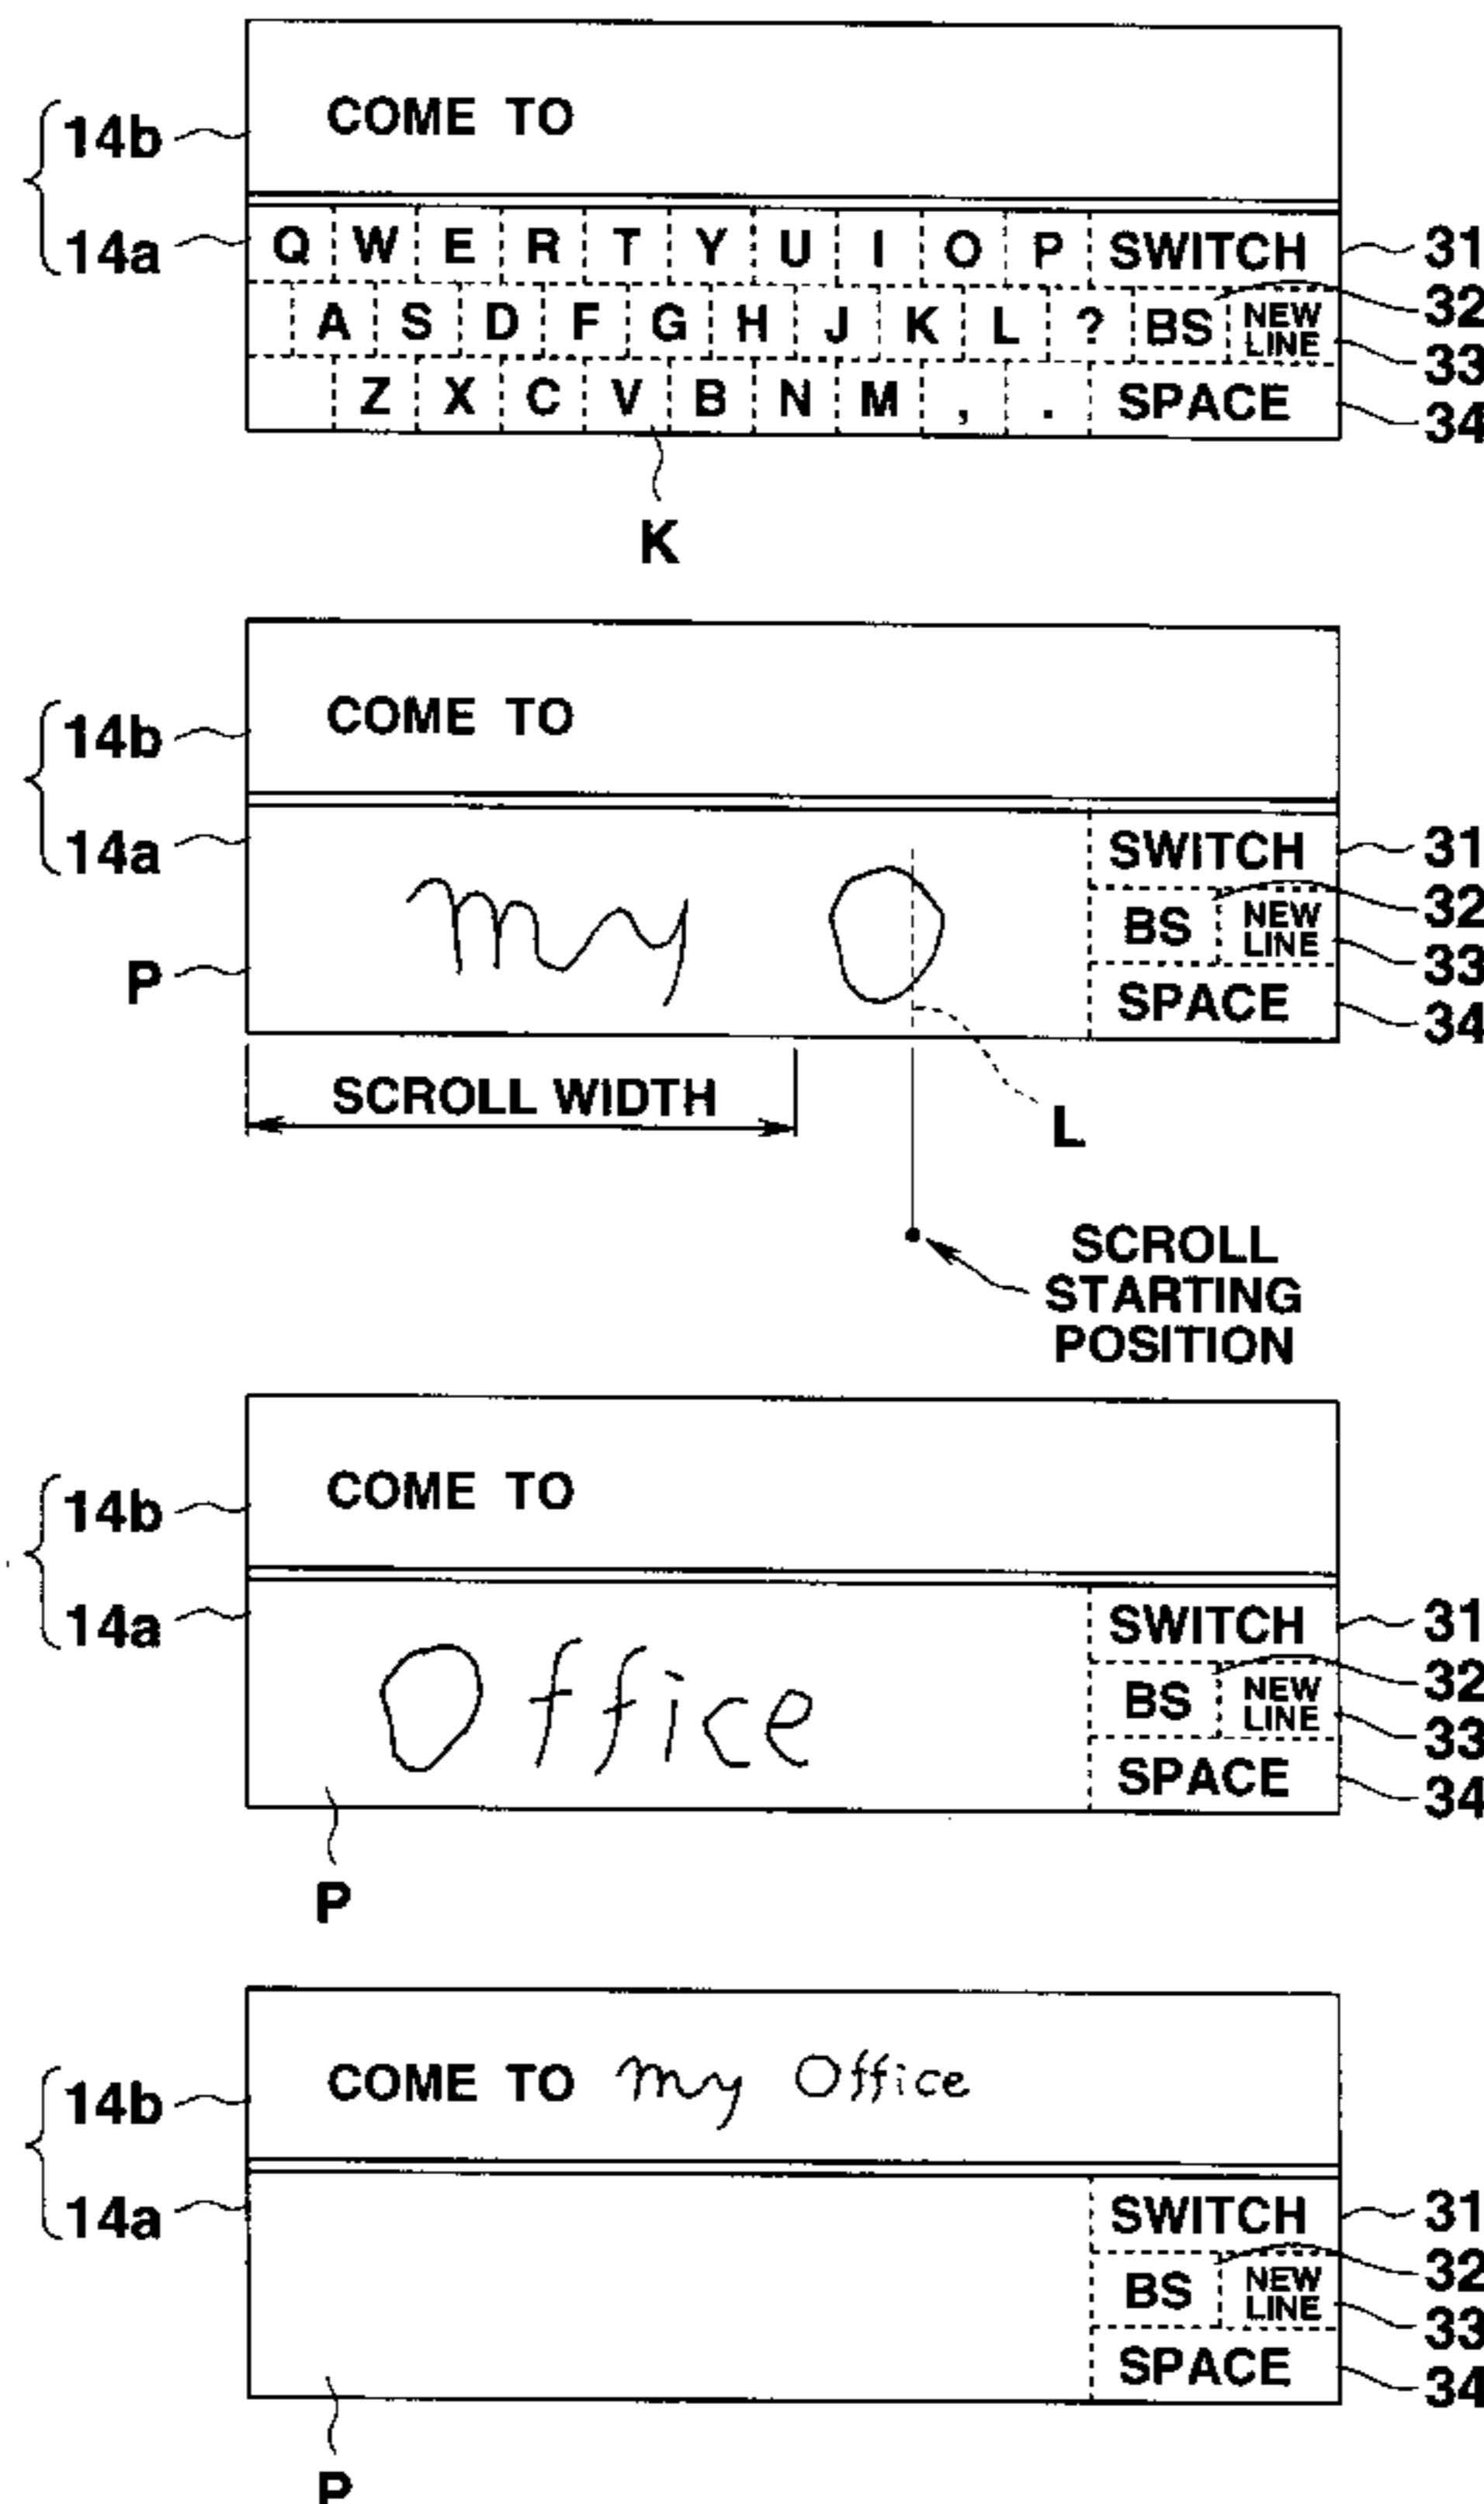 COME TO
14b
14a
Q W E R T Y U I O P SWITCH 31
A S D F G H J K L ? BS NEW LINE 32
33
Z X C V B N M , . SPACE 34
K
COME TO
14b
14a
SWITCH 31
my O
BS NEW LINE 32
P
33
SPACE 34
SCROLL WIDTH
L
SCROLL
STARTING
POSITION
COME TO
14b
14a
SWITCH 31
Office
BS NEW LINE 32
33
SPACE 34
P
COME TO my Office
14b
14a
SWITCH 31
BS NEW LINE 32
33
SPACE 34
P